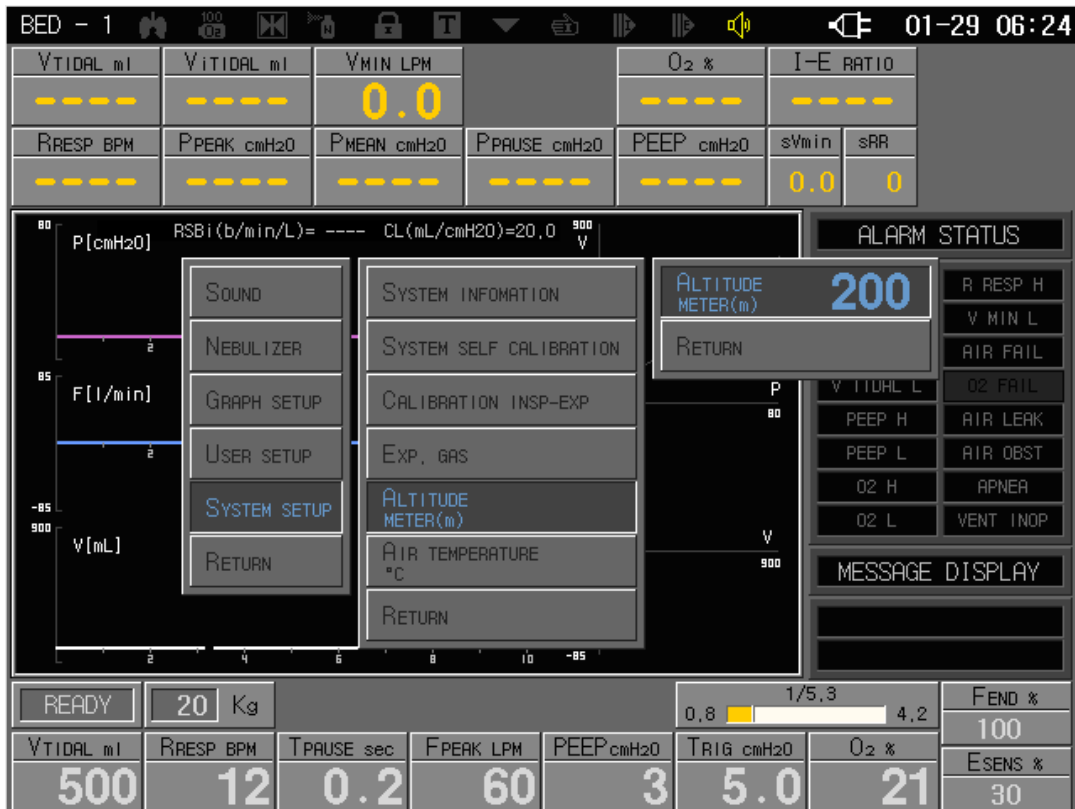 BED - 1 100 O2 N T 01-29 06:24
VTIDAL ml ViTIDAL ml VMIN LPM O2 % I-E RATIO
---- ---- 0.0 ---- ----
RRESP BPM PPEAK cmH2O PMEAN cmH2O PPAUSE cmH2O PEEP cmH2O sVmin sRR
---- ---- ---- ---- ---- 0.0 0
80 P[cmH2O] RSBi(b/min/L)= ---- CL(mL/cmH2O)=20.0 900 V
2
85 F[l/min]
2
-85
900 V[mL]
2 4 6 8 10 -85
P
80
V
900
SOUND
NEBULIZER
GRAPH SETUP
USER SETUP
SYSTEM SETUP
RETURN
SYSTEM INFOMATION
SYSTEM SELF CALIBRATION
CALIBRATION INSP-EXP
EXP. GAS
ALTITUDE
METER(m)
AIR TEMPERATURE
°C
RETURN
ALTITUDE
METER(m) 200
RETURN
ALARM STATUS
R RESP H
V MIN L
AIR FAIL
V TIDAL L O2 FAIL
PEEP H AIR LEAK
PEEP L AIR OBST
O2 H APNEA
O2 L VENT INOP
MESSAGE DISPLAY
READY 20 Kg
1/5.3
0.8 4.2
FEND %
100
VTIDAL ml RRESP BPM TPAUSE sec FPEAK LPM PEEP cmH2O TRIG cmH2O O2 %
500 12 0.2 60 3 5.0 21
ESENS %
30